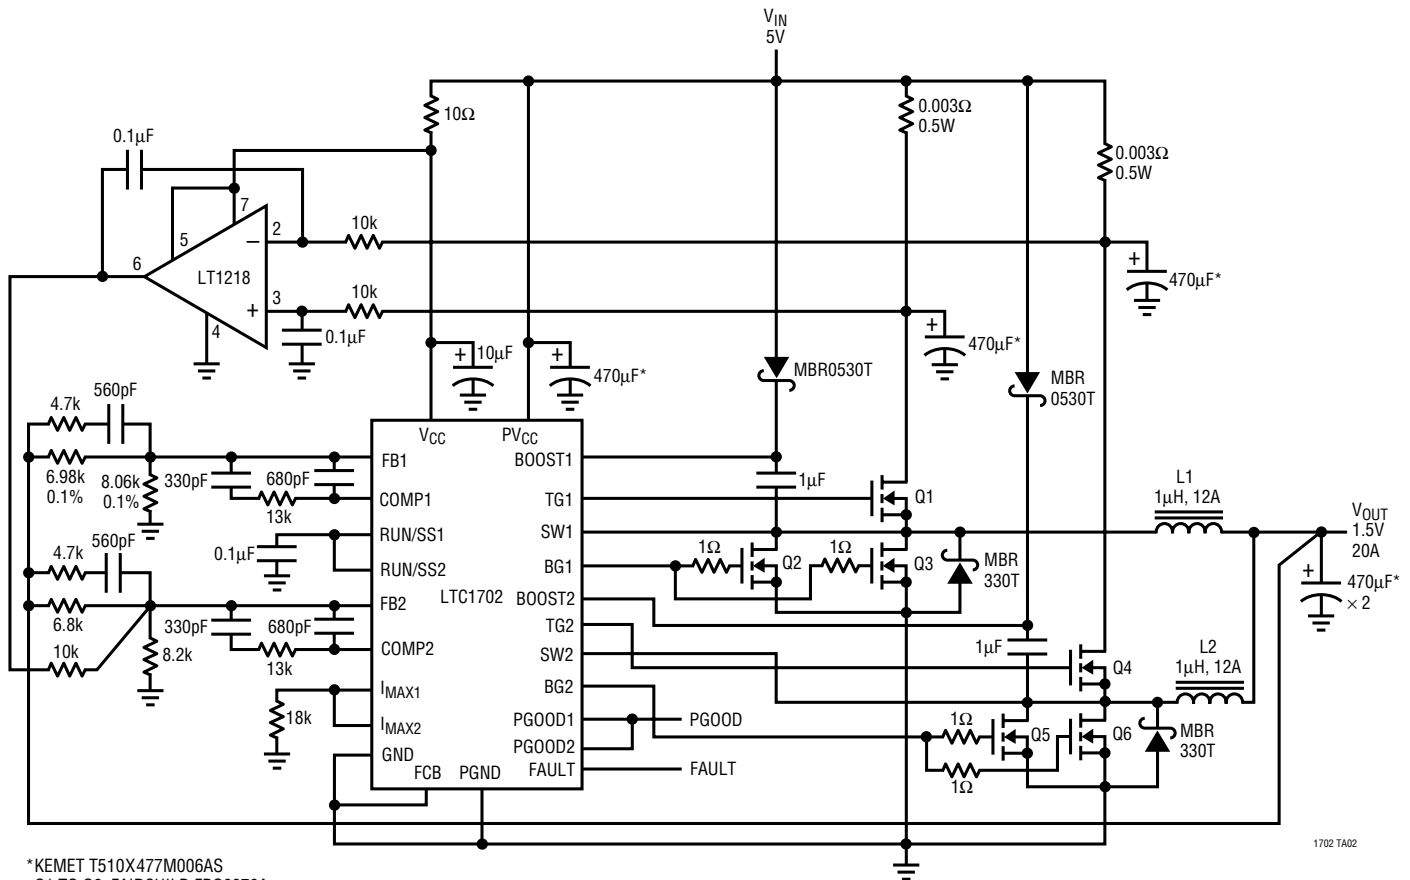 VIN
5V
10Ω
0.003Ω
0.5W
0.003Ω
0.5W
0.1µF
7
5
2
–
10k
6
LT1218
3
+
10k
4
0.1µF
+
10µF
+
470µF*
+
470µF*
+
470µF*
MBR0530T
MBR
0530T
4.7k
560pF
6.98k
0.1%
8.06k
0.1%
330pF
680pF
13k
4.7k
560pF
0.1µF
6.8k
10k
8.2k
330pF
680pF
13k
18k
VCC
PVCC
FB1
COMP1
RUN/SS1
RUN/SS2
FB2
COMP2
IMAX1
IMAX2
GND
FCB
PGND
LTC1702
BOOST1
TG1
SW1
BG1
BOOST2
TG2
SW2
BG2
PGOOD1
PGOOD2
FAULT
PGOOD
FAULT
1µF
Q1
1Ω
Q2
1Ω
Q3
MBR
330T
L1
1µH, 12A
VOUT
1.5V
20A
+
470µF*
× 2
1µF
Q4
L2
1µH, 12A
1Ω
Q5
1Ω
Q6
MBR
330T
1702 TA02
*KEMET T510X477M006AS